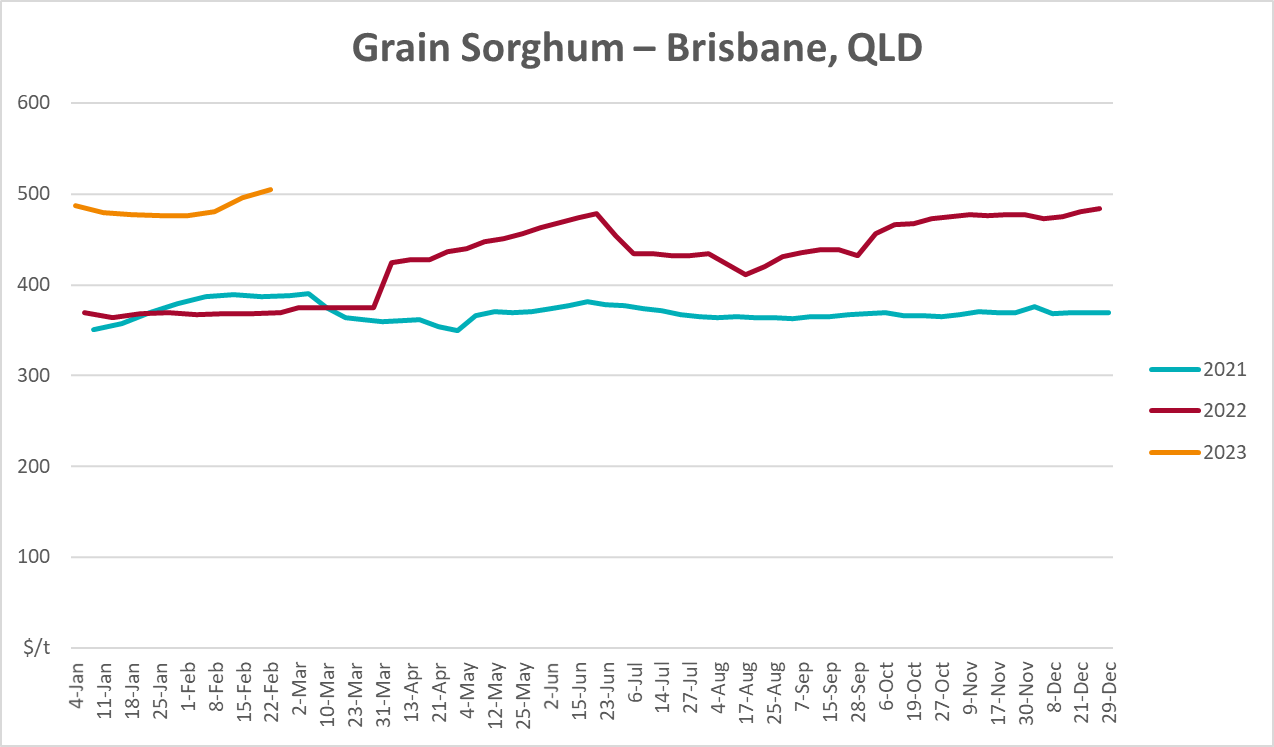 Grain Sorghum – Brisbane, QLD
600
500
400
300
200
100
$/t
4-Jan
11-Jan
18-Jan
25-Jan
1-Feb
8-Feb
15-Feb
22-Feb
2-Mar
10-Mar
23-Mar
31-Mar
13-Apr
21-Apr
4-May
12-May
25-May
2-Jun
15-Jun
23-Jun
6-Jul
14-Jul
27-Jul
4-Aug
17-Aug
25-Aug
7-Sep
15-Sep
28-Sep
6-Oct
19-Oct
27-Oct
9-Nov
17-Nov
30-Nov
8-Dec
21-Dec
29-Dec
2021
2022
2023